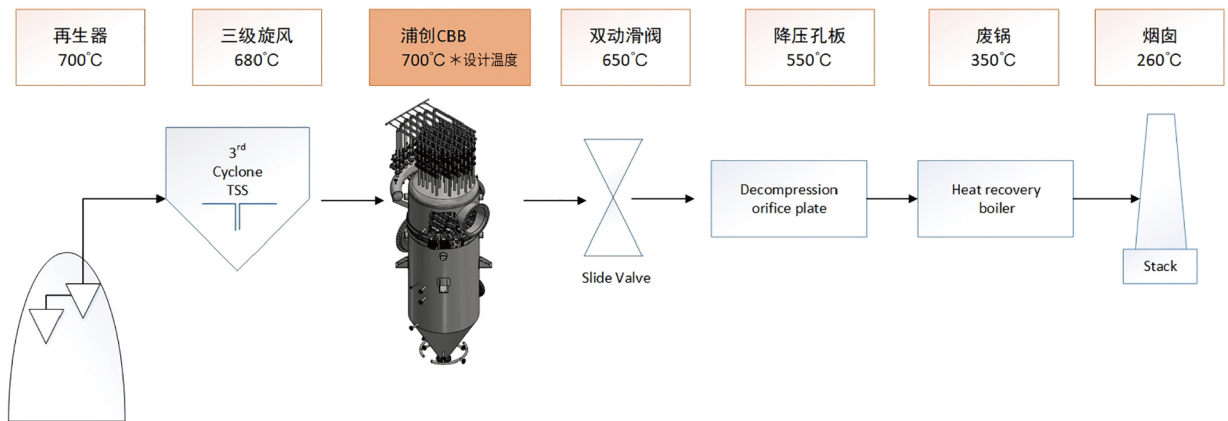 再生器
700℃
三级旋风
680℃
浦创CBB
700℃ *设计温度
双动滑阀
650℃
降压孔板
550℃
废锅
350℃
烟囱
260℃
3rd
Cyclone
TSS
Slide Valve
Decompression
orifice plate
Heat recovery
boiler
Stack